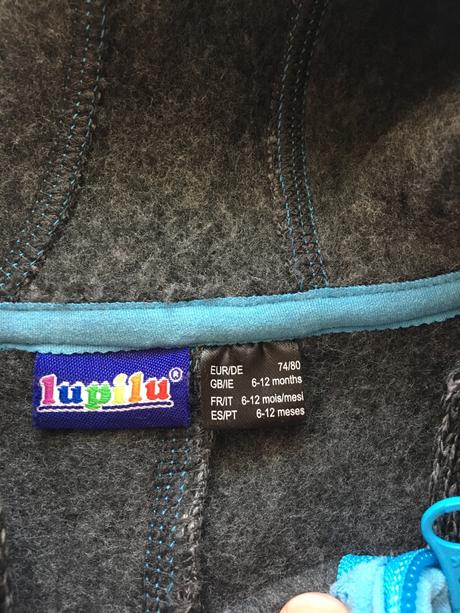 lupilu®
EUR/DE 74/80
GB/IE 6-12 months
FR/IT 6-12 mois/mesi
ES/PT 6-12 meses